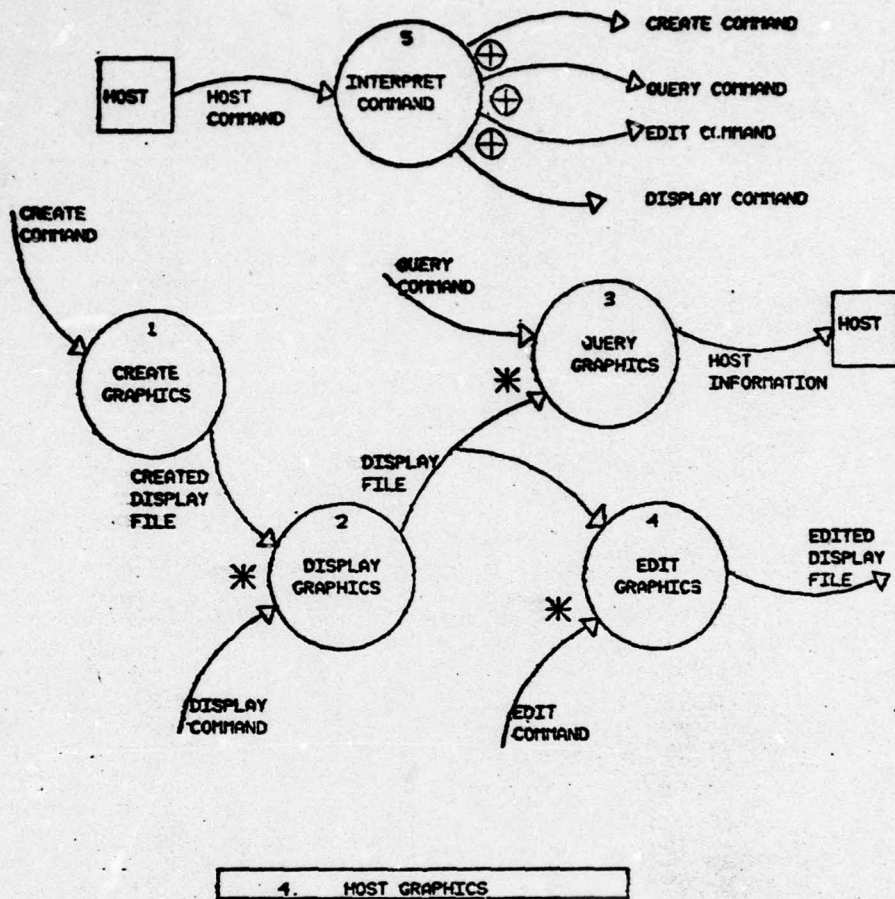 5
INTERPRET
COMMAND
HOST
HOST
COMMAND
CREATE COMMAND
QUERY COMMAND
EDIT COMMAND
DISPLAY COMMAND
CREATE
COMMAND
1
CREATE
GRAPHICS
QUERY
COMMAND
3
QUERY
GRAPHICS
HOST
HOST
INFORMATION
CREATED
DISPLAY
FILE
DISPLAY
FILE
2
DISPLAY
GRAPHICS
4
EDIT
GRAPHICS
EDITED
DISPLAY
FILE
DISPLAY
COMMAND
EDIT
COMMAND
4. HOST GRAPHICS